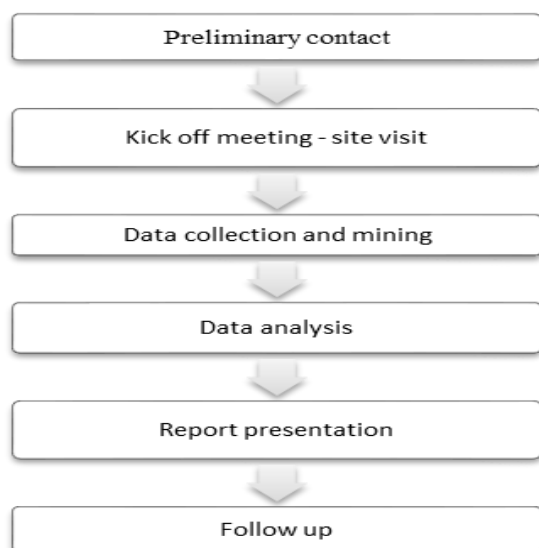 Preliminary contact
Kick off meeting - site visit
Data collection and mining
Data analysis
Report presentation
Follow up